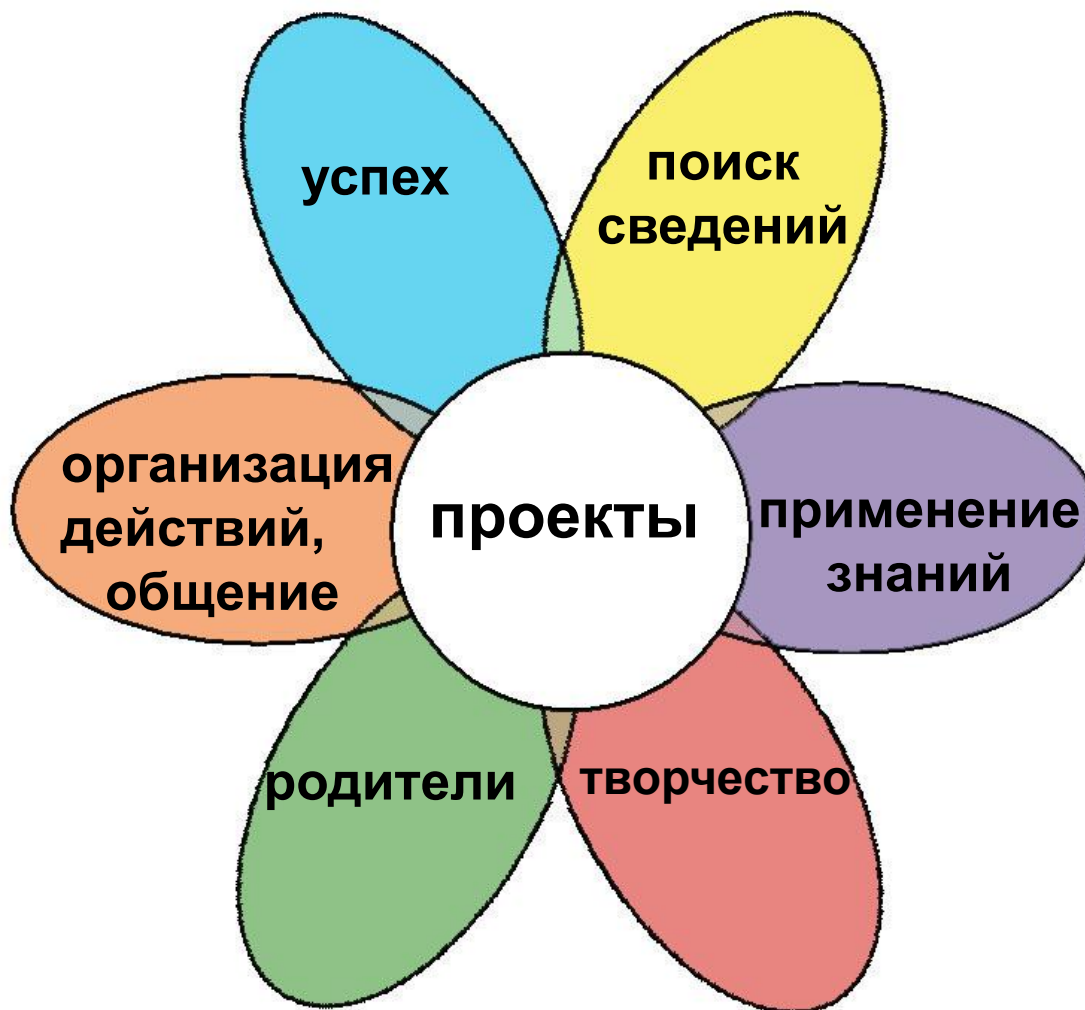 успех
поиск
сведений
организация
действий,
общение
проекты
применение
знаний
родители
творчество